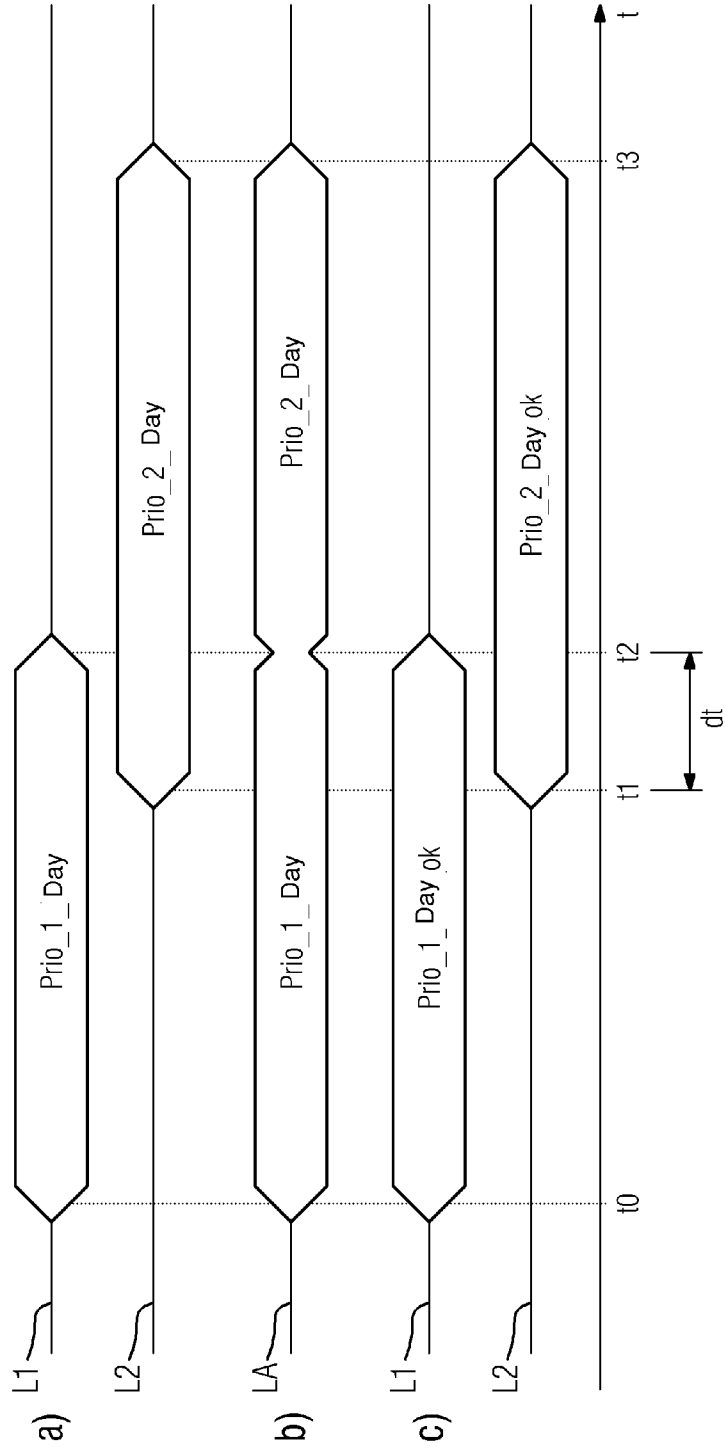 a)
L1
Prio_1_Day
L2
Prio_2_Day
b)
LA
Prio_1_Day
Prio_2_Day
c)
L1
Prio_1_Day ok
L2
Prio_2_Day ok
t0
t1
t2
t3
t
dt